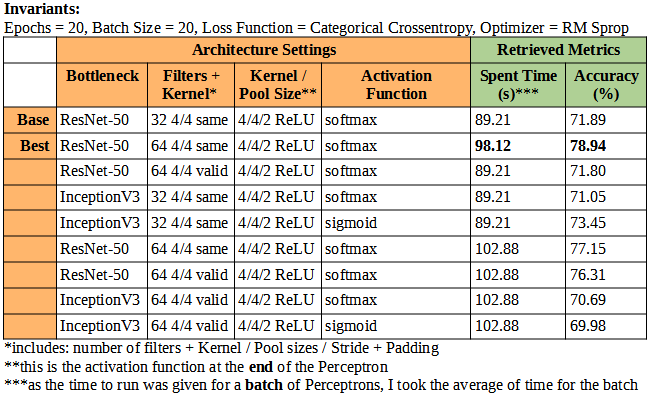 Invariants:
Epochs = 20, Batch Size = 20, Loss Function = Categorical Crossentropy, Optimizer = RM Sprop
Architecture Settings Retrieved Metrics
Bottleneck Filters + Kernel* Kernel / Pool Size** Activation Function Spent Time (s)*** Accuracy (%)
Base ResNet-50 32 4/4 same 4/4/2 ReLU softmax 89.21 71.89
Best ResNet-50 64 4/4 same 4/4/2 ReLU softmax 98.12 78.94
ResNet-50 64 4/4 valid 4/4/2 ReLU softmax 89.21 71.80
InceptionV3 32 4/4 same 4/4/2 ReLU softmax 89.21 71.05
InceptionV3 32 4/4 same 4/4/2 ReLU sigmoid 89.21 73.45
ResNet-50 64 4/4 same 4/4/2 ReLU softmax 102.88 77.15
ResNet-50 64 4/4 valid 4/4/2 ReLU softmax 102.88 76.31
InceptionV3 64 4/4 valid 4/4/2 ReLU softmax 102.88 70.69
InceptionV3 64 4/4 valid 4/4/2 ReLU sigmoid 102.88 69.98
*includes: number of filters + Kernel / Pool sizes / Stride + Padding
**this is the activation function at the end of the Perceptron
***as the time to run was given for a batch of Perceptrons, I took the average of time for the batch